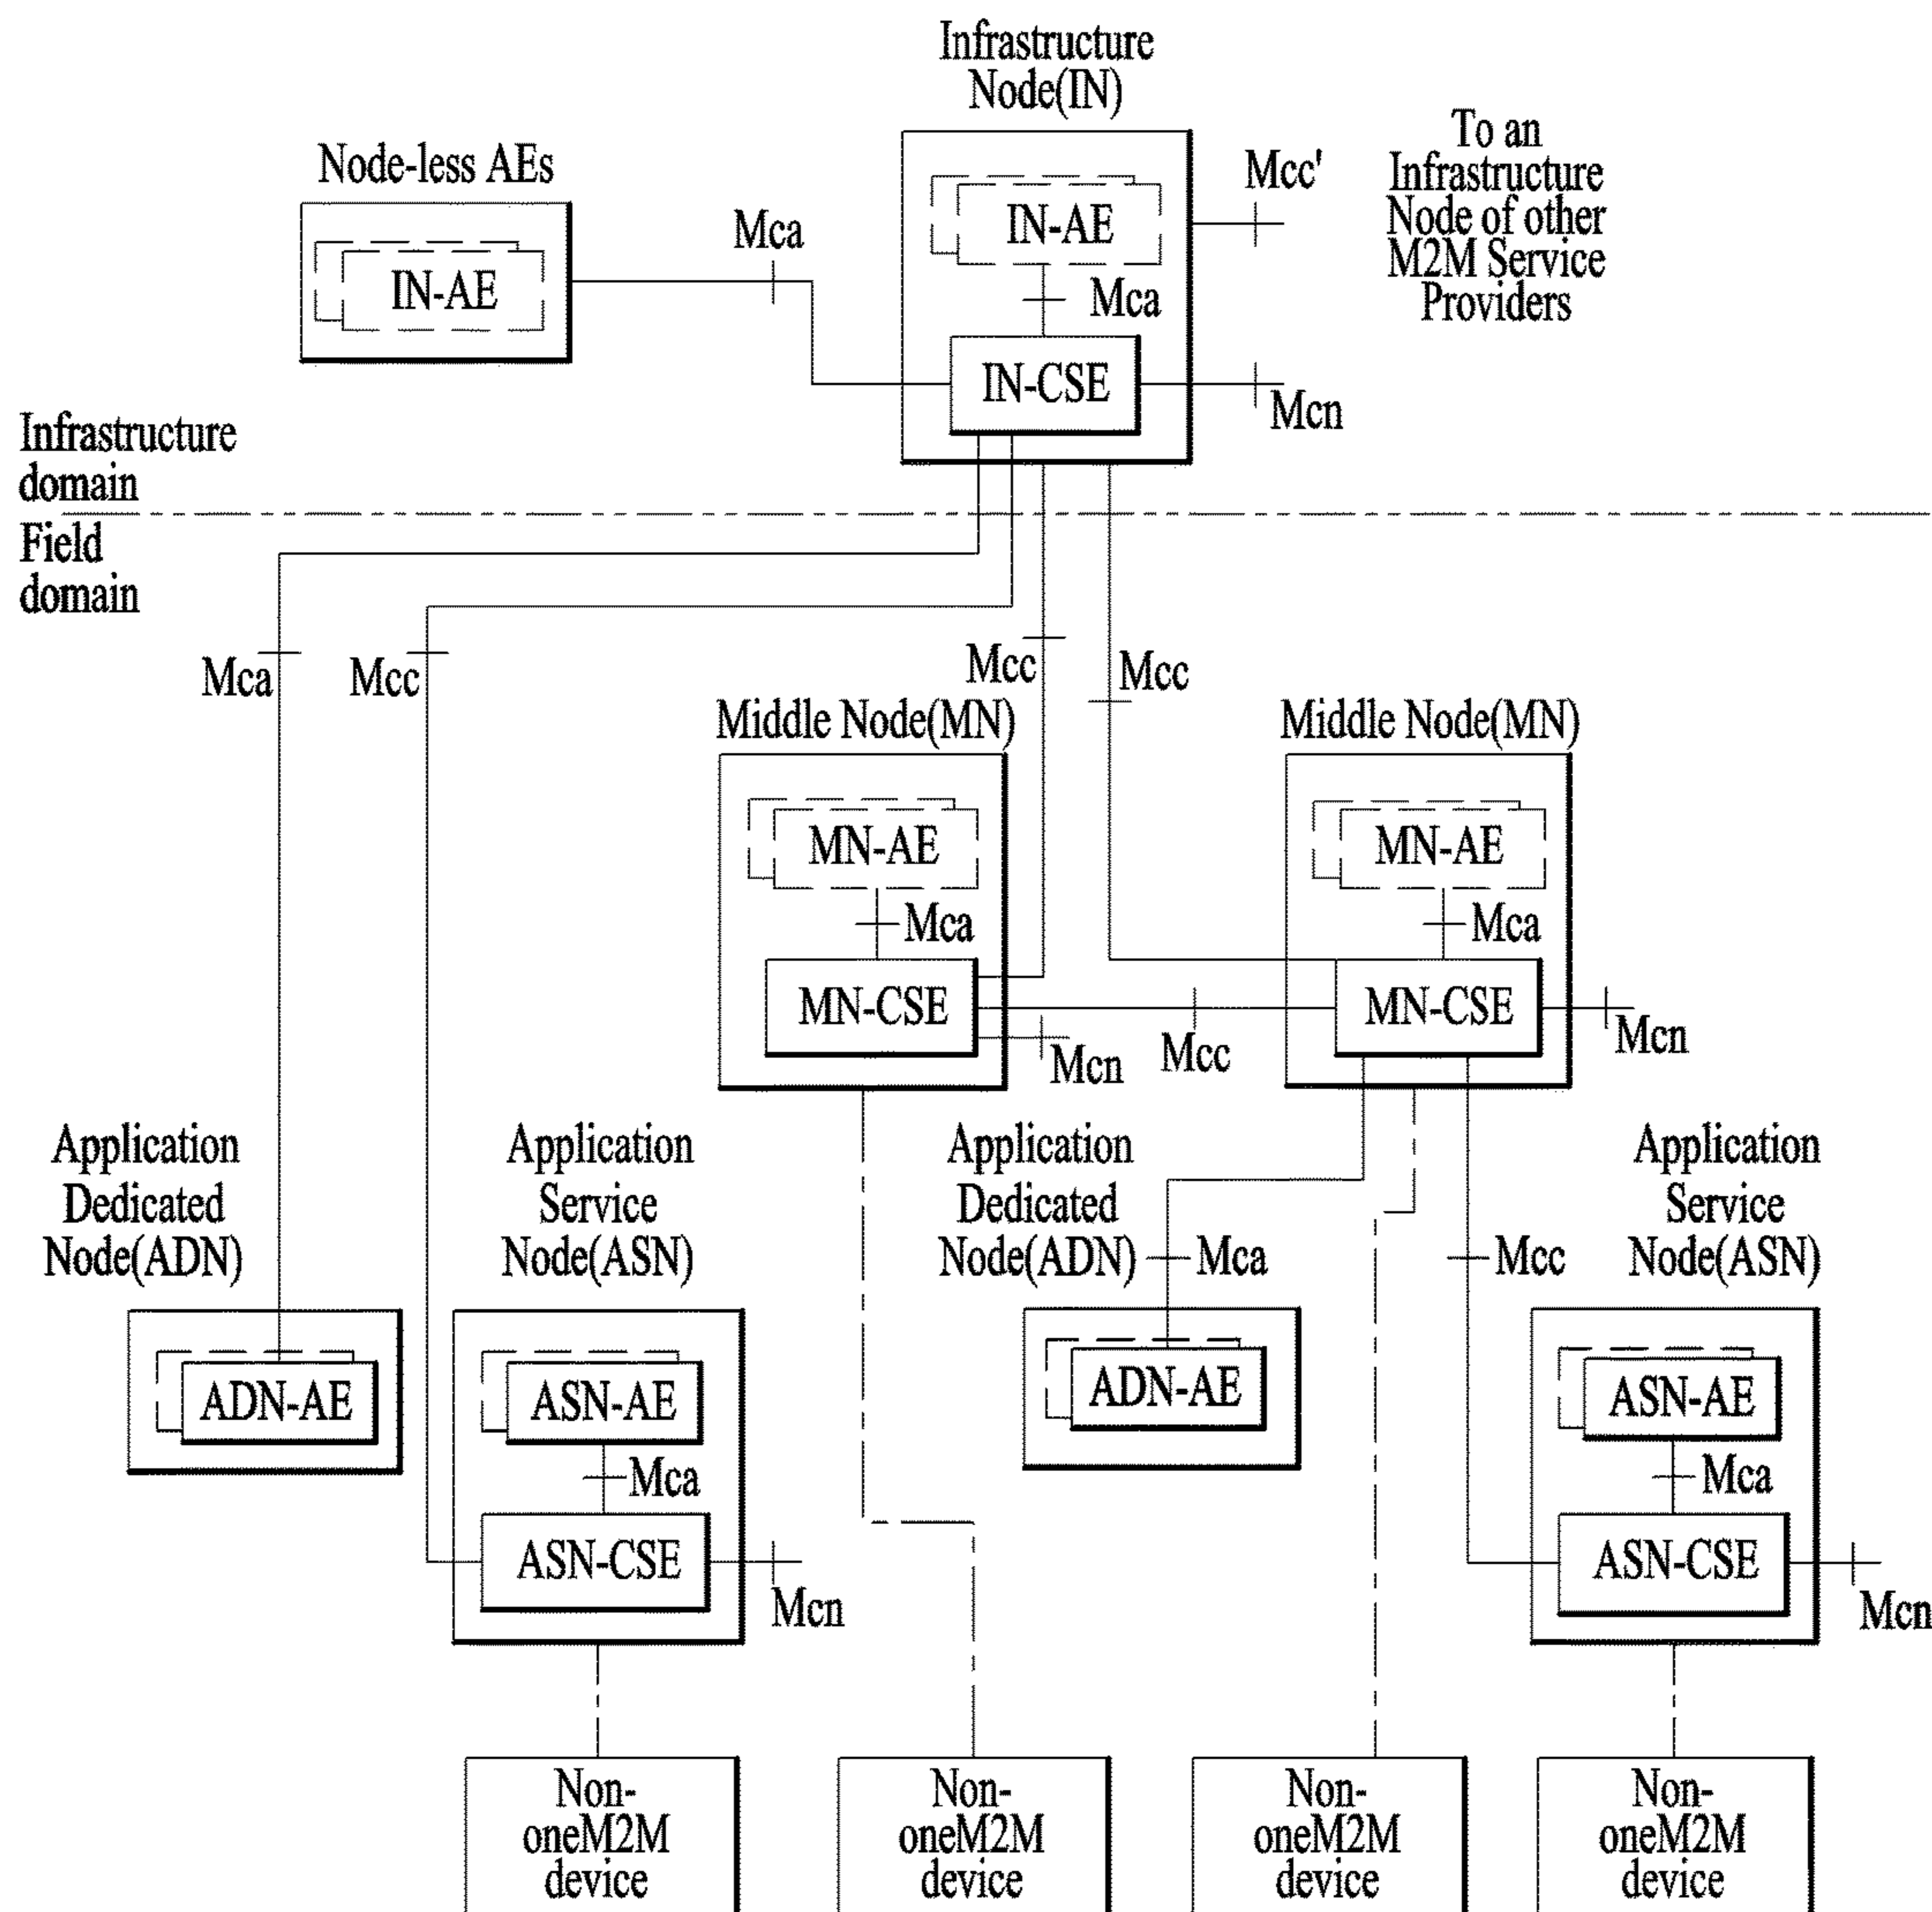 Infrastructure
Node(IN)
To an
Infrastructure
Node of other
M2M Service
Providers
Node-less AEs
Mcc'
IN-AE
Mca
IN-AE
Mca
IN-CSE
Mcn
Infrastructure
domain
Field
domain
Mca
Mcc
Mcc
Mcc
Middle Node(MN)
Middle Node(MN)
MN-AE
MN-AE
Mca
Mca
MN-CSE
MN-CSE
Mcn
Mcc
Mcn
Application
Dedicated
Node(ADN)
Application
Service
Node(ASN)
Application
Dedicated
Node(ADN)
Mca
Mcc
Application
Service
Node(ASN)
ADN-AE
ASN-AE
ADN-AE
ASN-AE
Mca
Mca
ASN-CSE
ASN-CSE
Mcn
Mcn
Non-
oneM2M
device
Non-
oneM2M
device
Non-
oneM2M
device
Non-
oneM2M
device